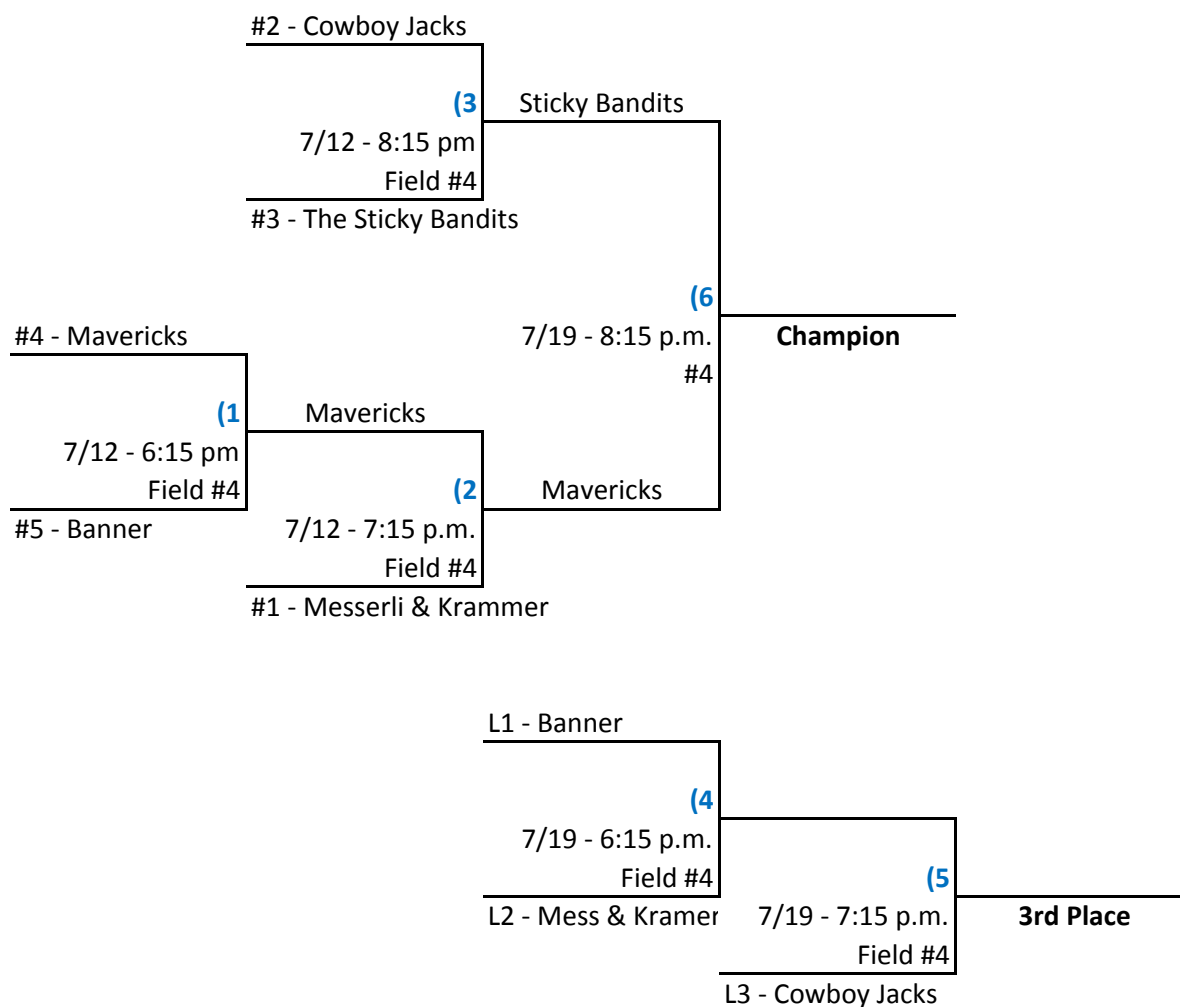 #2 - Cowboy Jacks
(3
Sticky Bandits
7/12 - 8:15 pm
Field #4
#3 - The Sticky Bandits
(6
#4 - Mavericks
7/19 - 8:15 p.m.
Champion
#4
(1
Mavericks
7/12 - 6:15 pm
Field #4
(2
Mavericks
#5 - Banner
7/12 - 7:15 p.m.
Field #4
#1 - Messerli & Krammer
L1 - Banner
(4
7/19 - 6:15 p.m.
Field #4
(5
L2 - Mess & Kramer
7/19 - 7:15 p.m.
3rd Place
Field #4
L3 - Cowboy Jacks